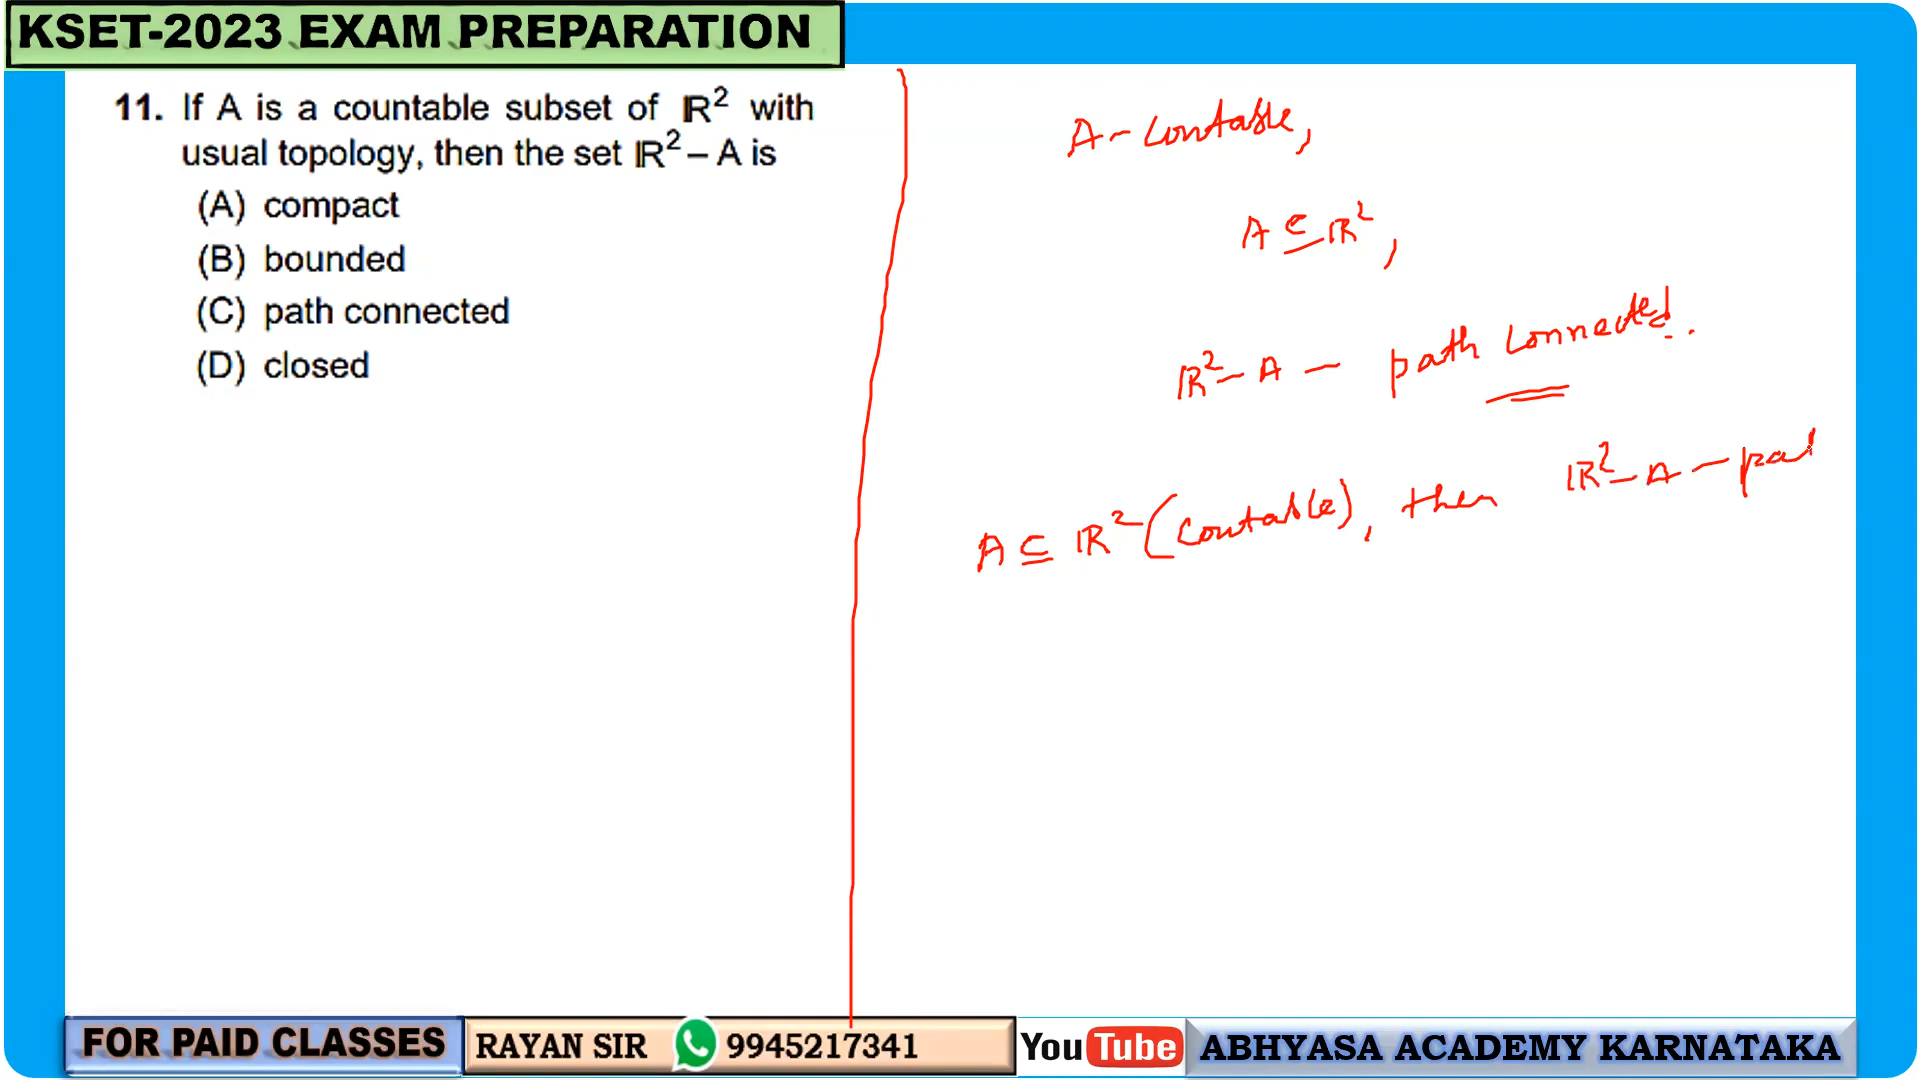 KSET-2023 EXAM PREPARATION
11. If A is a countable subset of ℝ² with
usual topology, then the set ℝ² – A is
(A) compact
(B) bounded
(C) path connected
(D) closed
A - Countable,
A ⊆ ℝ²,
ℝ² - A - path connected.
A ⊆ ℝ² (Countable), then ℝ² - A - pat
FOR PAID CLASSES RAYAN SIR 9945217341 YouTube ABHYASA ACADEMY KARNATAKA